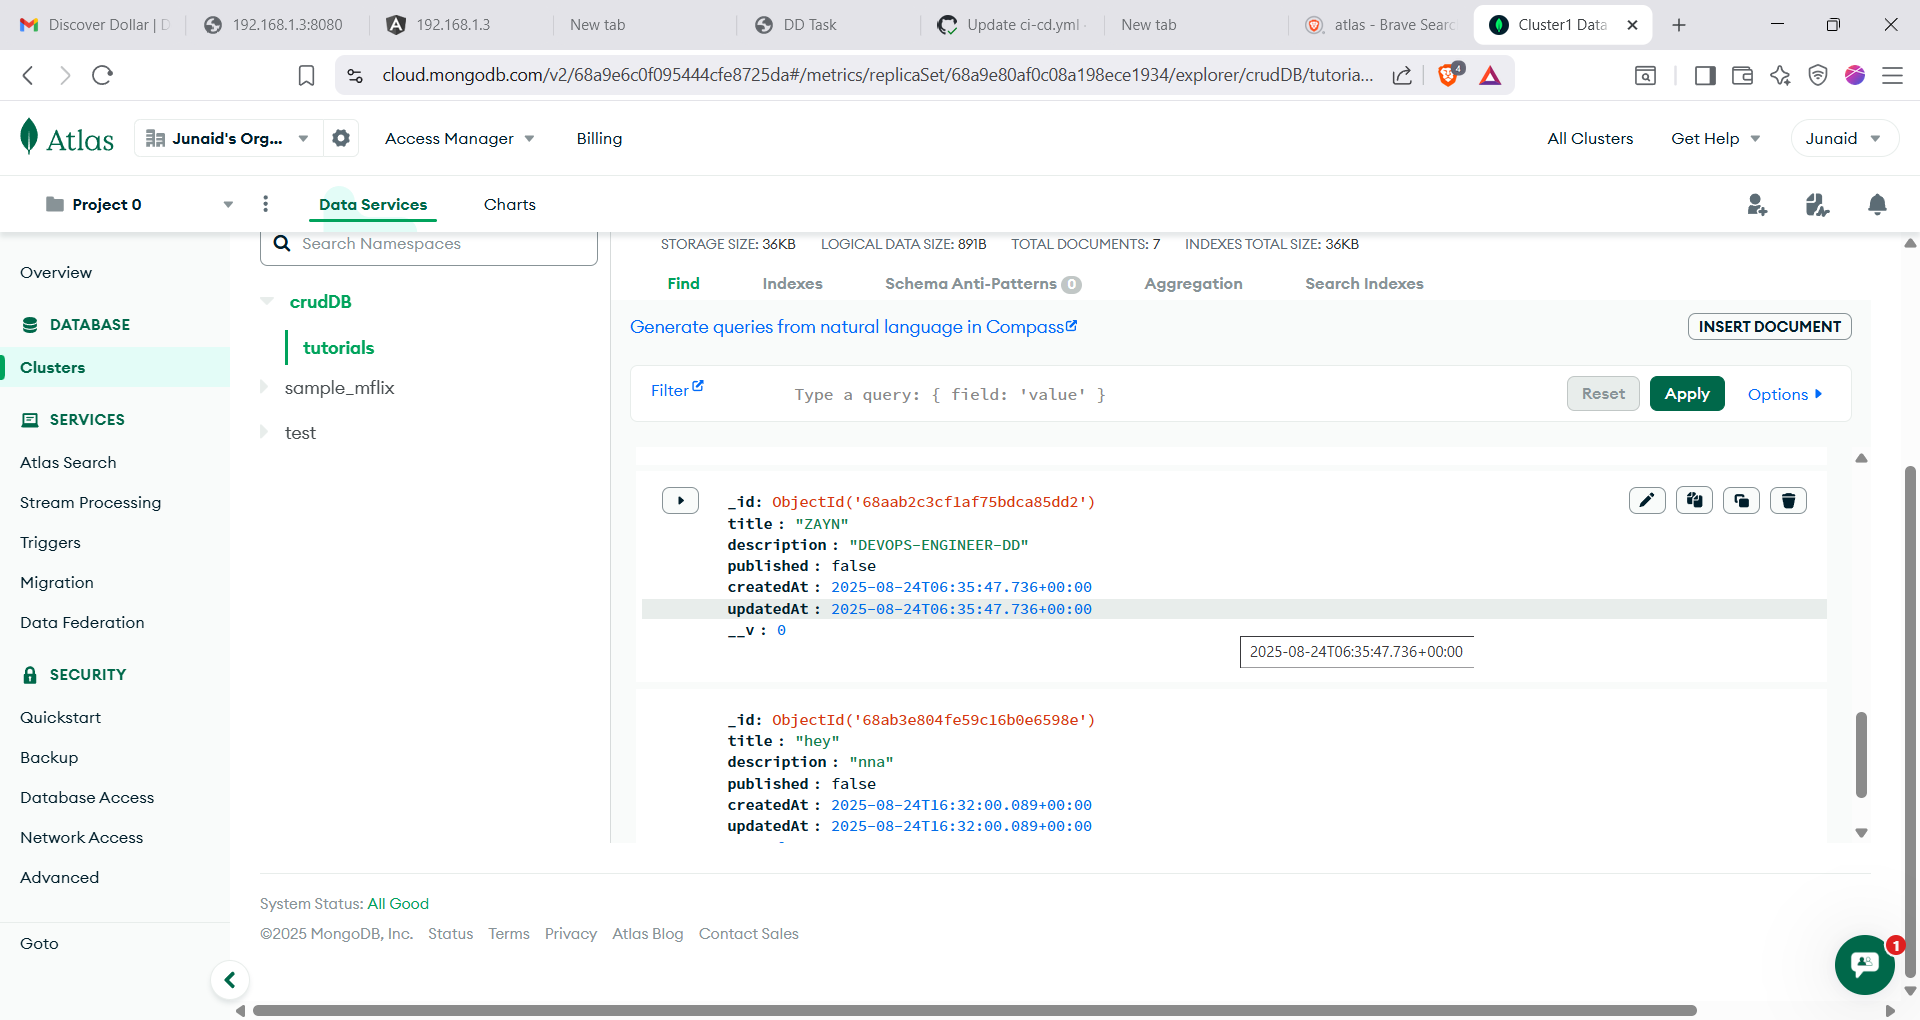 Discover Dollar | D
192.168.1.3:8080
192.168.1.3
New tab
DD Task
Update ci-cd.yml ·
New tab
atlas - Brave Searc
Cluster1 Data
cloud.mongodb.com/v2/68a9e6c0f095444cfe8725da#/metrics/replicaSet/68a9e80af0c08a198ece1934/explorer/crudDB/tutoria...
4
Atlas
Junaid's Org...
Access Manager
Billing
All Clusters
Get Help
Junaid
Project 0
Data Services
Charts
Overview
DATABASE
Clusters
SERVICES
Atlas Search
Stream Processing
Triggers
Migration
Data Federation
SECURITY
Quickstart
Backup
Database Access
Network Access
Advanced
Goto
Search Namespaces
crudDB
tutorials
sample_mflix
test
STORAGE SIZE: 36KB LOGICAL DATA SIZE: 891B TOTAL DOCUMENTS: 7 INDEXES TOTAL SIZE: 36KB
Find
Indexes
Schema Anti-Patterns 0
Aggregation
Search Indexes
Generate queries from natural language in Compass
INSERT DOCUMENT
Filter
Type a query: { field: 'value' }
Reset
Apply
Options
_id: ObjectId('68aab2c3cf1af75bdca85dd2')
title : "ZAYN"
description : "DEVOPS-ENGINEER-DD"
published : false
createdAt : 2025-08-24T06:35:47.736+00:00
updatedAt : 2025-08-24T06:35:47.736+00:00
__v : 0
2025-08-24T06:35:47.736+00:00
_id: ObjectId('68ab3e804fe59c16b0e6598e')
title : "hey"
description : "nna"
published : false
createdAt : 2025-08-24T16:32:00.089+00:00
updatedAt : 2025-08-24T16:32:00.089+00:00
System Status: All Good
©2025 MongoDB, Inc. Status Terms Privacy Atlas Blog Contact Sales
1